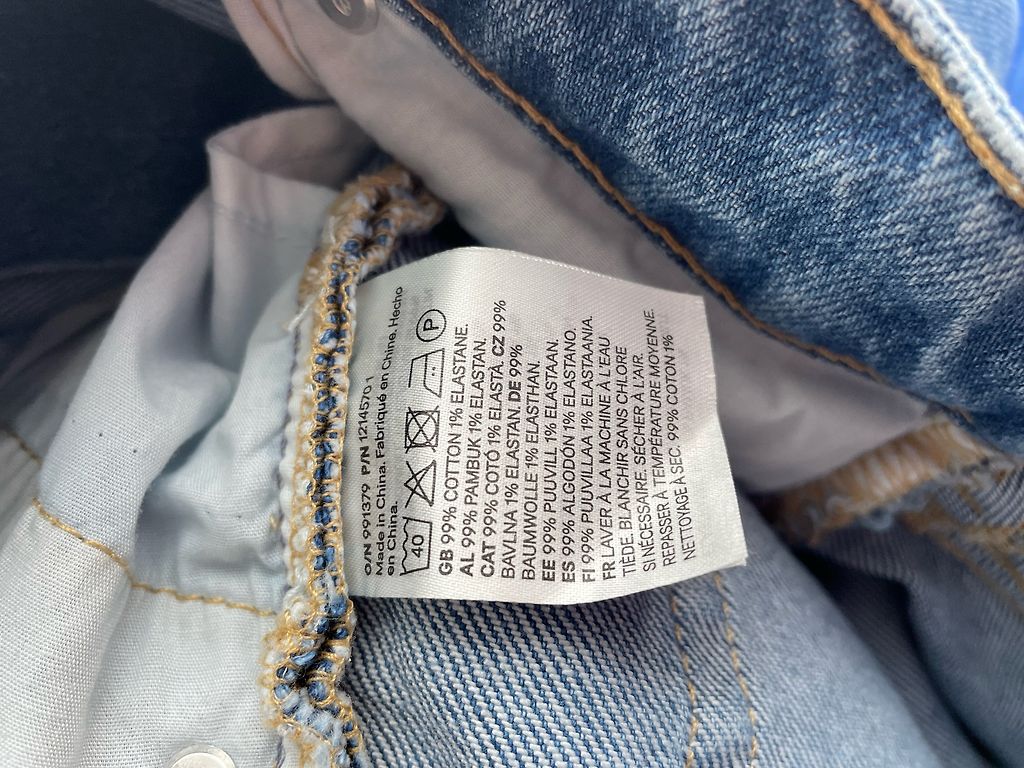 O/N 991379 P/N 1214570 1
Made in China. Fabriqué en Chine. Hecho
en China.
40 P
GB 99% COTTON 1% ELASTANE.
AL 99% PAMBUK 1% ELASTAN.
CAT 99% COTÓ 1% ELASTÀ. CZ 99%
BAVLNA 1% ELASTAN. DE 99%
BAUMWOLLE 1% ELASTHAN.
EE 99% PUUVILL 1% ELASTAAN.
ES 99% ALGODÓN 1% ELASTANO.
FI 99% PUUVILLA 1% ELASTAANIA.
FR LAVER À LA MACHINE À L'EAU
TIÈDE. BLANCHIR SANS CHLORE
SI NÉCESSAIRE. SÉCHER À L'AIR.
REPASSER À TEMPÉRATURE MOYENNE.
NETTOYAGE À SEC. 99% COTON 1%